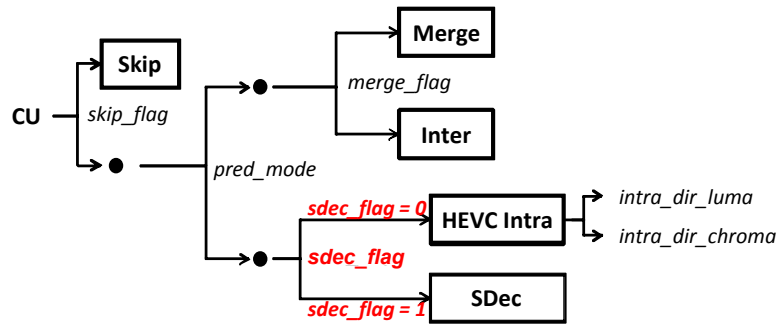 Merge
Skip
merge_flag
CU
skip_flag
Inter
pred_mode
sdec_flag = 0
HEVC Intra
intra_dir_luma
intra_dir_chroma
sdec_flag
sdec_flag = 1
SDec